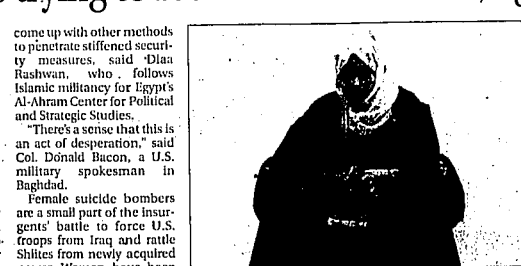 come up with other methods
to penetrate stiffened securi-
ty measures, said Diaa
Rashwan, who follows
Islamic militancy for Egypt's
Al-Ahram Center for Political
and Strategic Studies.
"There's a sense that this is
an act of desperation," said
Col. Donald Bacon, a U.S.
military spokesman in
Baghdad.
Female suicide bombers
are a small part of the insur-
gents' battle to force U.S.
troops from Iraq and rattle
Shiites from newly acquired